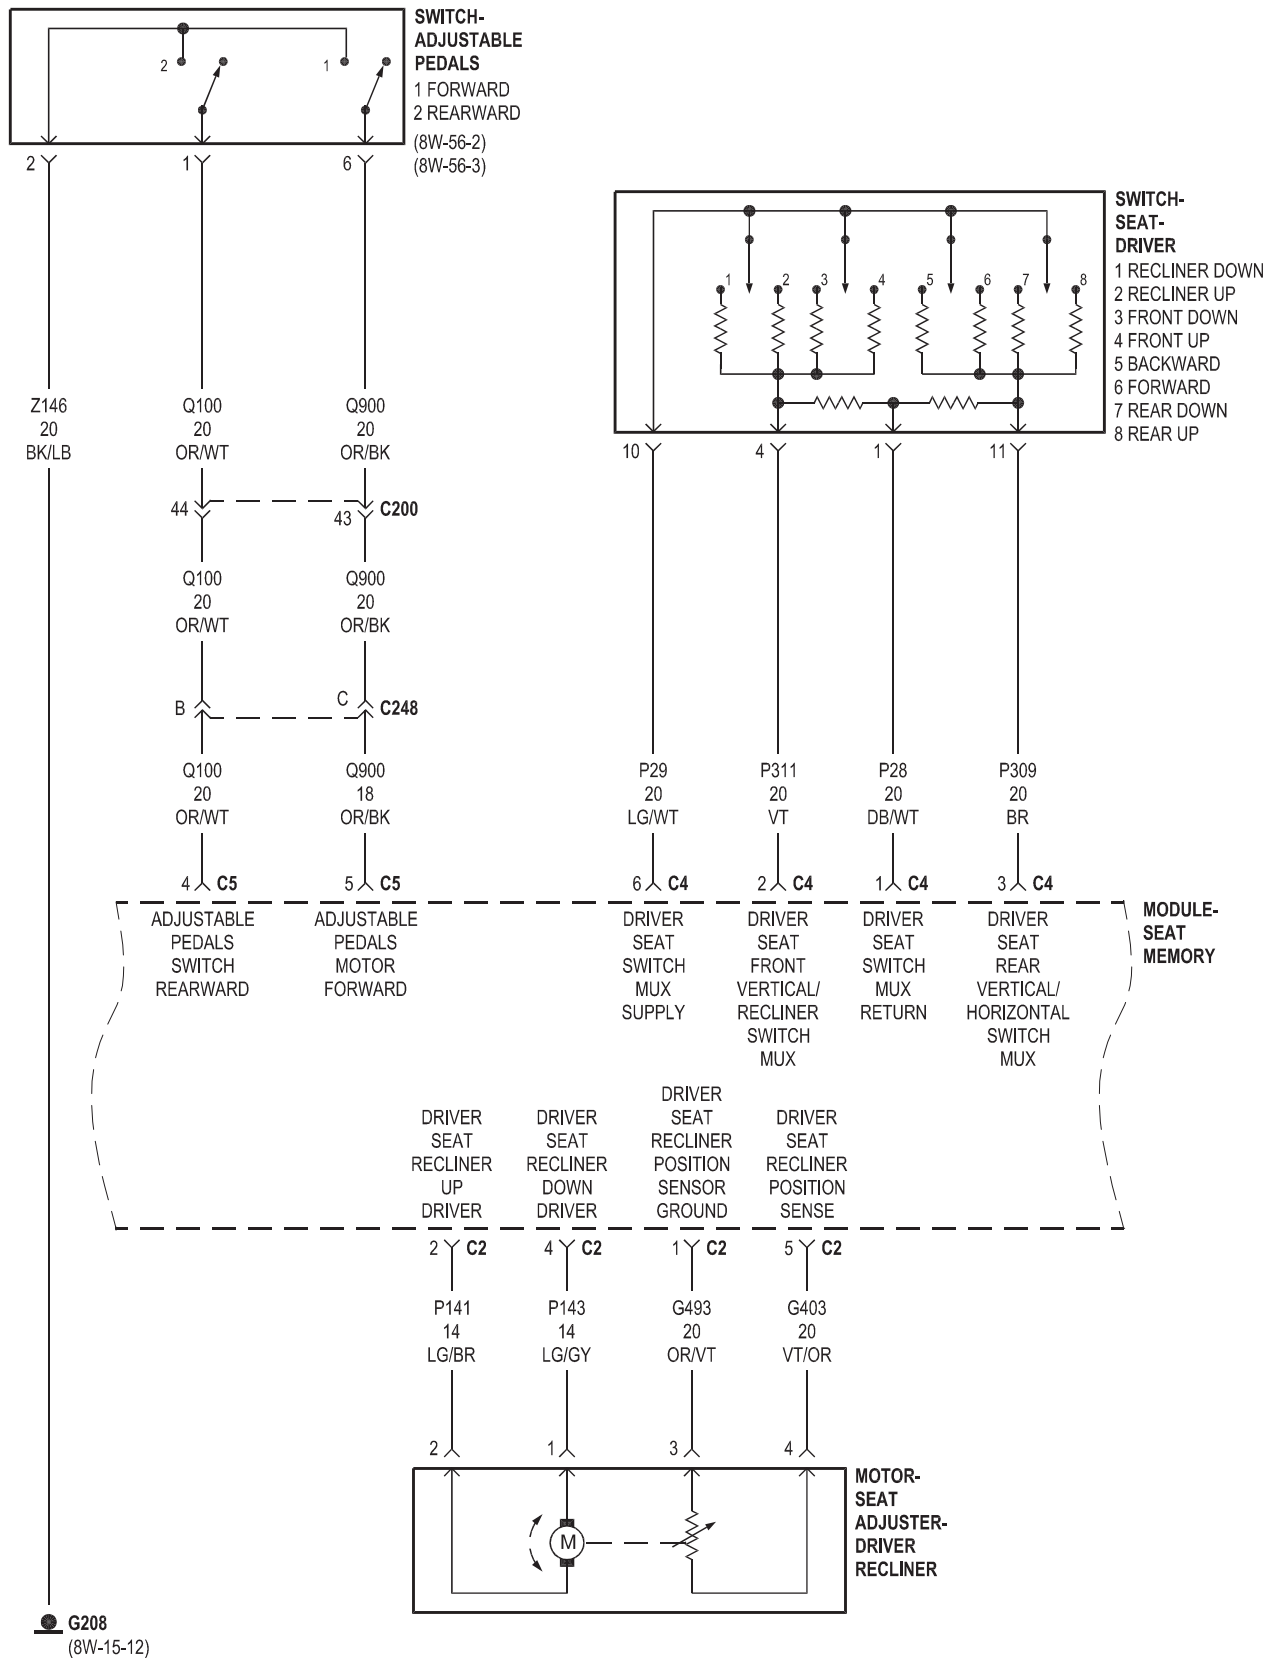 SWITCH-
ADJUSTABLE
PEDALS
1 FORWARD
2 REARWARD
(8W-56-2)
(8W-56-3)
2
1
2
1
6
SWITCH-
SEAT-
DRIVER
1 RECLINER DOWN
2 RECLINER UP
3 FRONT DOWN
4 FRONT UP
5 BACKWARD
6 FORWARD
7 REAR DOWN
8 REAR UP
1 2 3 4 5 6 7 8
10
4
1
11
Z146
20
BK/LB
Q100
20
OR/WT
Q900
20
OR/BK
44
43
C200
Q100
20
OR/WT
Q900
20
OR/BK
B
C
C248
Q100
20
OR/WT
Q900
18
OR/BK
P29
20
LG/WT
P311
20
VT
P28
20
DB/WT
P309
20
BR
4 C5
5 C5
6 C4
2 C4
1 C4
3 C4
MODULE-
SEAT
MEMORY
ADJUSTABLE
PEDALS
SWITCH
REARWARD
ADJUSTABLE
PEDALS
MOTOR
FORWARD
DRIVER
SEAT
SWITCH
MUX
SUPPLY
DRIVER
SEAT
FRONT
VERTICAL/
RECLINER
SWITCH
MUX
DRIVER
SEAT
SWITCH
MUX
RETURN
DRIVER
SEAT
REAR
VERTICAL/
HORIZONTAL
SWITCH
MUX
DRIVER
SEAT
RECLINER
UP
DRIVER
DRIVER
SEAT
RECLINER
DOWN
DRIVER
DRIVER
SEAT
RECLINER
POSITION
SENSOR
GROUND
DRIVER
SEAT
RECLINER
POSITION
SENSE
2 C2
4 C2
1 C2
5 C2
P141
14
LG/BR
P143
14
LG/GY
G493
20
OR/VT
G403
20
VT/OR
2
1
3
4
MOTOR-
SEAT
ADJUSTER-
DRIVER
RECLINER
M
G208
(8W-15-12)